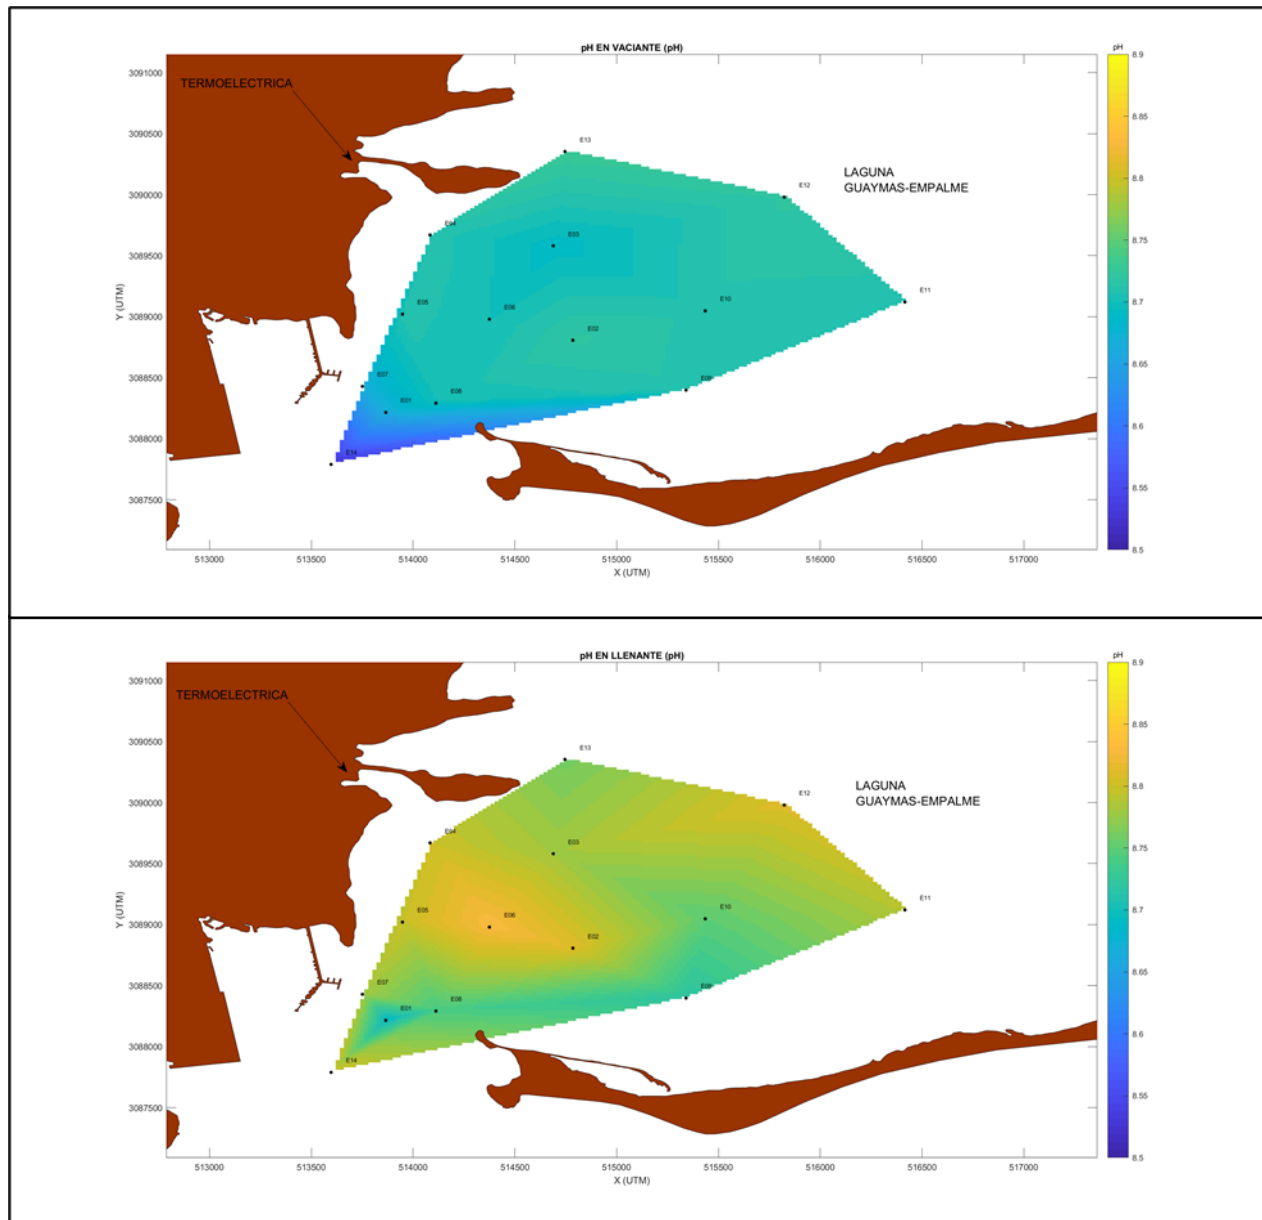 pH EN VACIANTE (pH)
pH
TERMOELECTRICA
LAGUNA
GUAYMAS-EMPALME
E13
E12
E04
E03
E11
E05
E06
E10
E02
E07
E09
E01
E08
E14
3091000
3090500
3090000
3089500
3089000
3088500
3088000
3087500
Y (UTM)
513000
513500
514000
514500
515000
515500
516000
516500
517000
X (UTM)
8.9
8.85
8.8
8.75
8.7
8.65
8.6
8.55
8.5
pH EN LLENANTE (pH)
pH
TERMOELECTRICA
LAGUNA
GUAYMAS-EMPALME
E13
E12
E04
E03
E11
E05
E06
E10
E02
E07
E09
E01
E08
E14
3091000
3090500
3090000
3089500
3089000
3088500
3088000
3087500
Y (UTM)
513000
513500
514000
514500
515000
515500
516000
516500
517000
X (UTM)
8.9
8.85
8.8
8.75
8.7
8.65
8.6
8.55
8.5